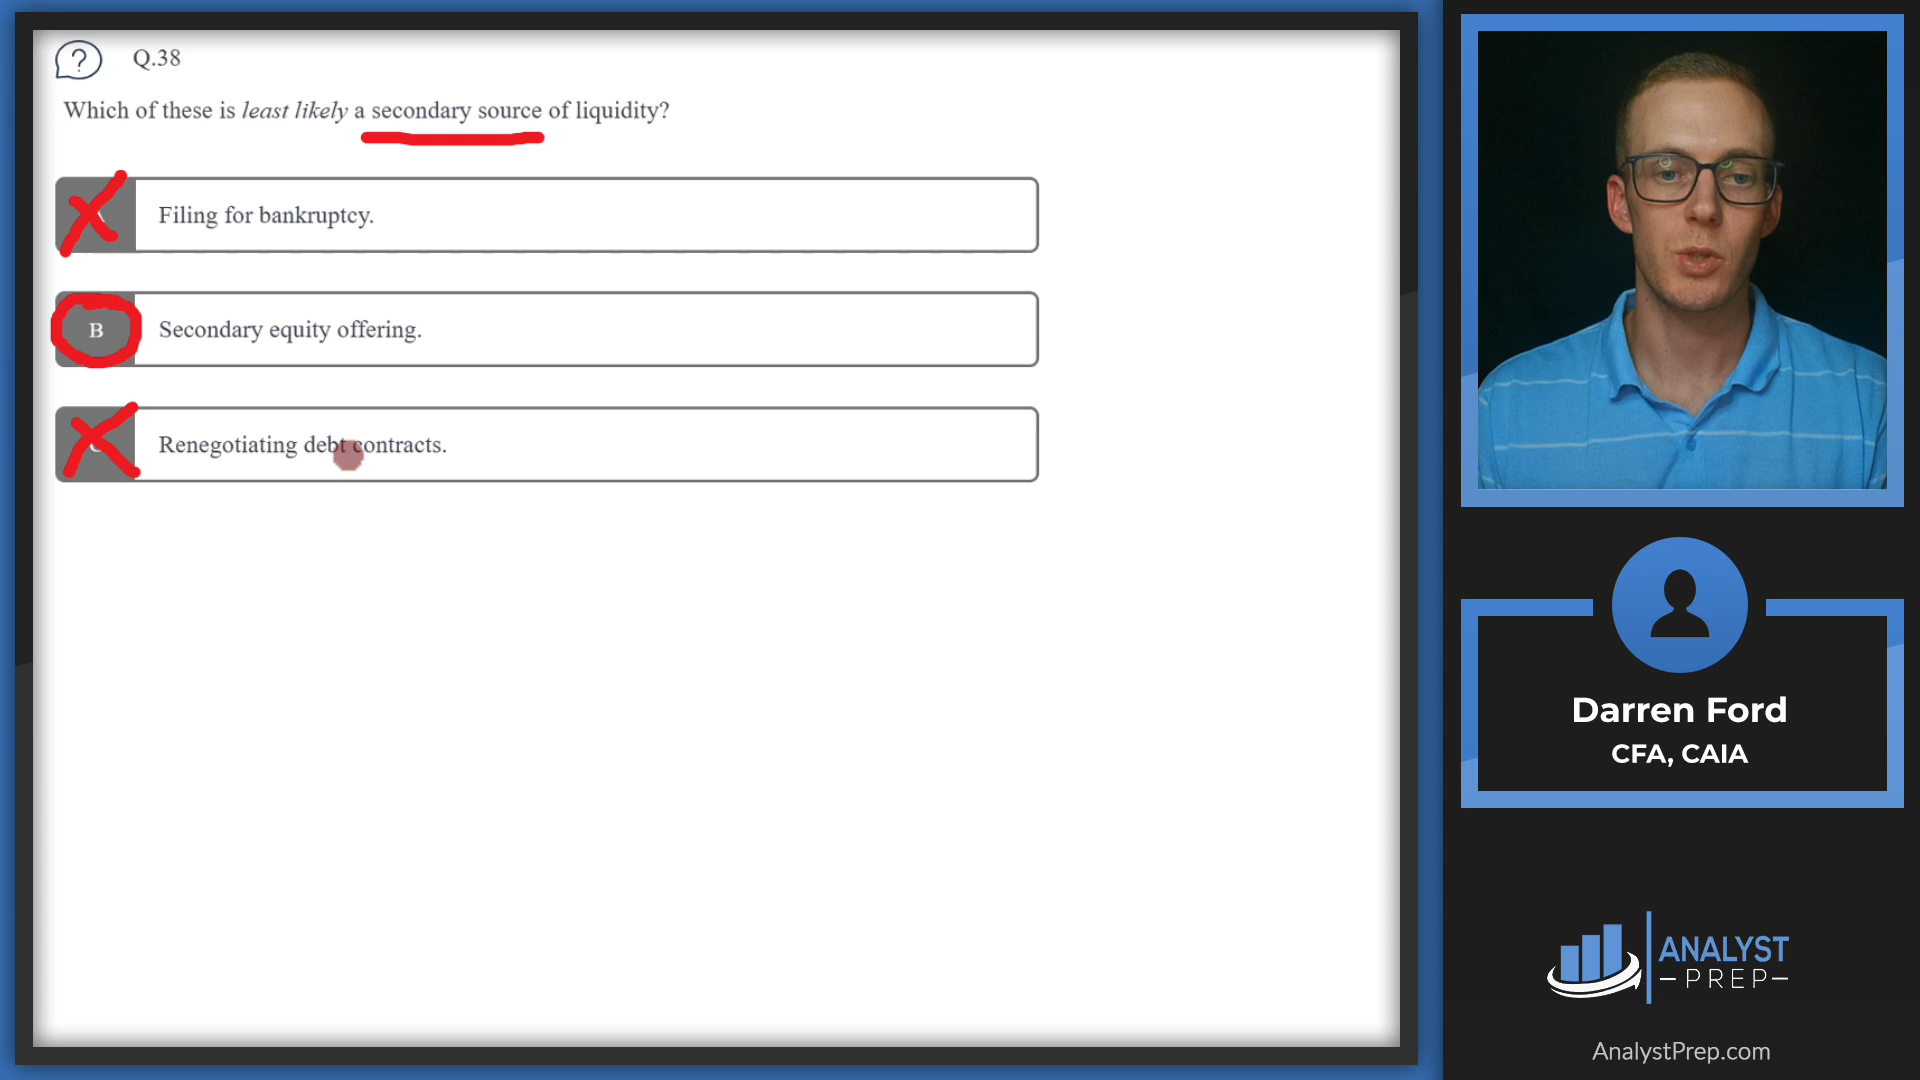 Q.38
Which of these is least likely a secondary source of liquidity?
Filing for bankruptcy.
B
Secondary equity offering.
Renegotiating debt contracts.
Darren Ford
CFA, CAIA
ANALYST
PREP
AnalystPrep.com